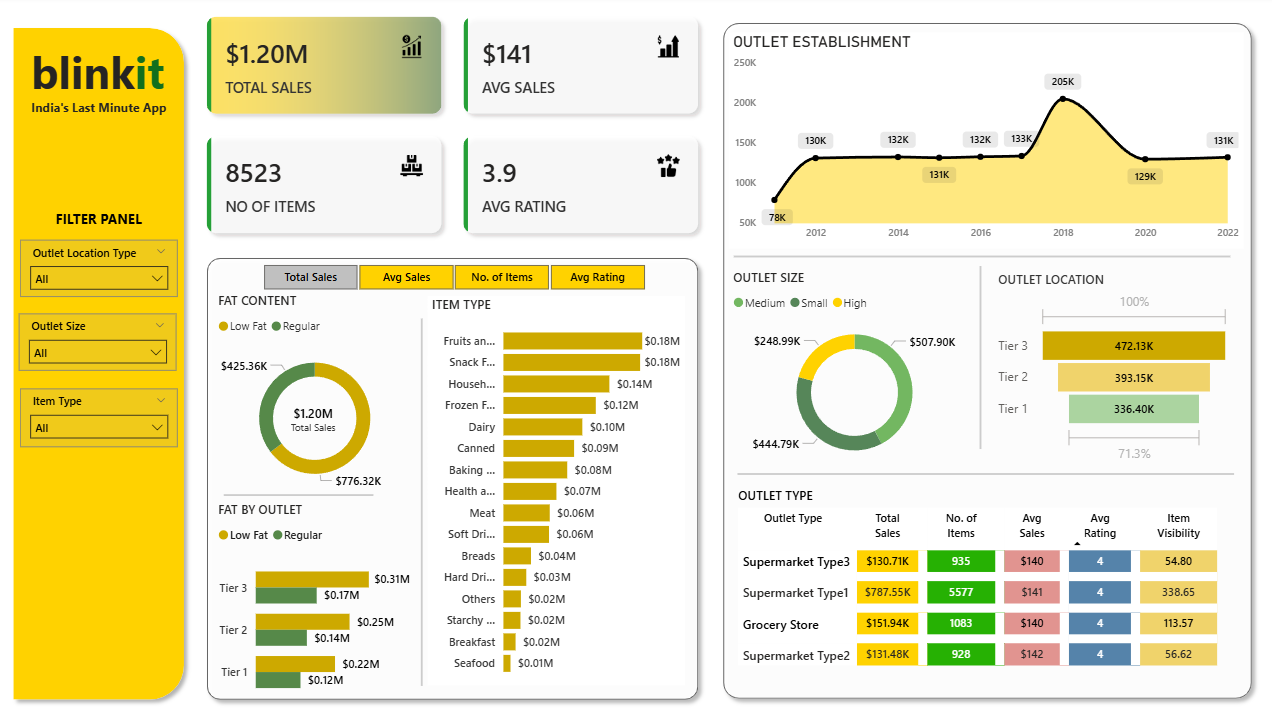 blinkit
India's Last Minute App
FILTER PANEL
Outlet Location Type
All
Outlet Size
All
Item Type
All
$1.20M
TOTAL SALES
$141
AVG SALES
8523
NO OF ITEMS
3.9
AVG RATING
Total Sales
Avg Sales
No. of Items
Avg Rating
FAT CONTENT
Low Fat Regular
$425.36K
$1.20M
Total Sales
$776.32K
FAT BY OUTLET
Low Fat Regular
Tier 3 $0.31M
$0.17M
Tier 2 $0.25M
$0.14M
Tier 1 $0.22M
$0.12M
ITEM TYPE
Fruits an... $0.18M
Snack F... $0.18M
Househ... $0.14M
Frozen F... $0.12M
Dairy $0.10M
Canned $0.09M
Baking ... $0.08M
Health a... $0.07M
Meat $0.06M
Soft Dri... $0.06M
Breads $0.04M
Hard Dri... $0.03M
Others $0.02M
Starchy ... $0.02M
Breakfast $0.02M
Seafood $0.01M
OUTLET ESTABLISHMENT
250K
200K
150K
100K
50K
78K
130K
132K
131K
132K
133K
205K
129K
131K
2012 2014 2016 2018 2020 2022
OUTLET SIZE
Medium Small High
$248.99K
$507.90K
$444.79K
OUTLET LOCATION
100%
Tier 3 472.13K
Tier 2 393.15K
Tier 1 336.40K
71.3%
OUTLET TYPE
Outlet Type Total Sales No. of Items Avg Sales Avg Rating Item Visibility
Supermarket Type3 $130.71K 935 $140 4 54.80
Supermarket Type1 $787.55K 5577 $141 4 338.65
Grocery Store $151.94K 1083 $140 4 113.57
Supermarket Type2 $131.48K 928 $142 4 56.62